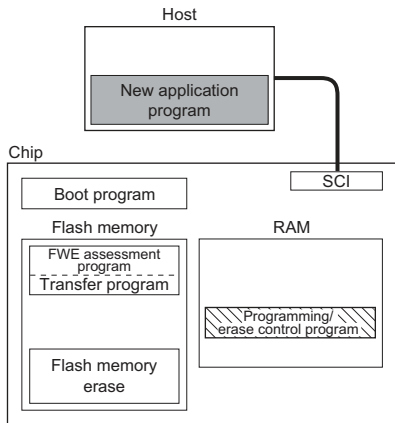 Host
New application
program
Chip
SCI
Boot program
Flash memory
RAM
FWE assessment
program
Transfer program
Programming/
erase control program
Flash memory
erase